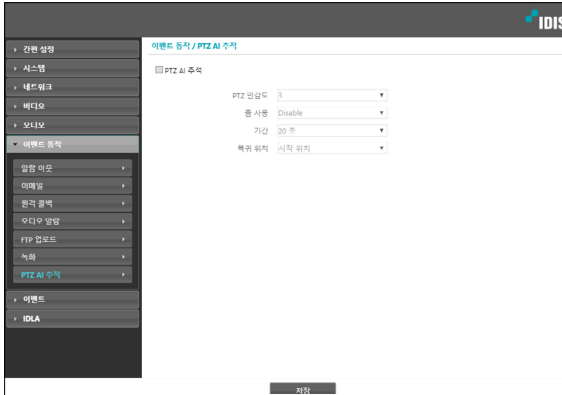 IDIS
간편 설정
시스템
네트워크
비디오
오디오
이벤트 동작
알람 아웃
이메일
원격 콜백
오디오 알람
FTP 업로드
녹화
PTZ AI 추적
이벤트
IDLA
이벤트 동작 / PTZ AI 추적
PTZ AI 추적
PTZ 민감도 3
줌 사용 Disable
기간 20 초
복귀 위치 시작 위치
저장